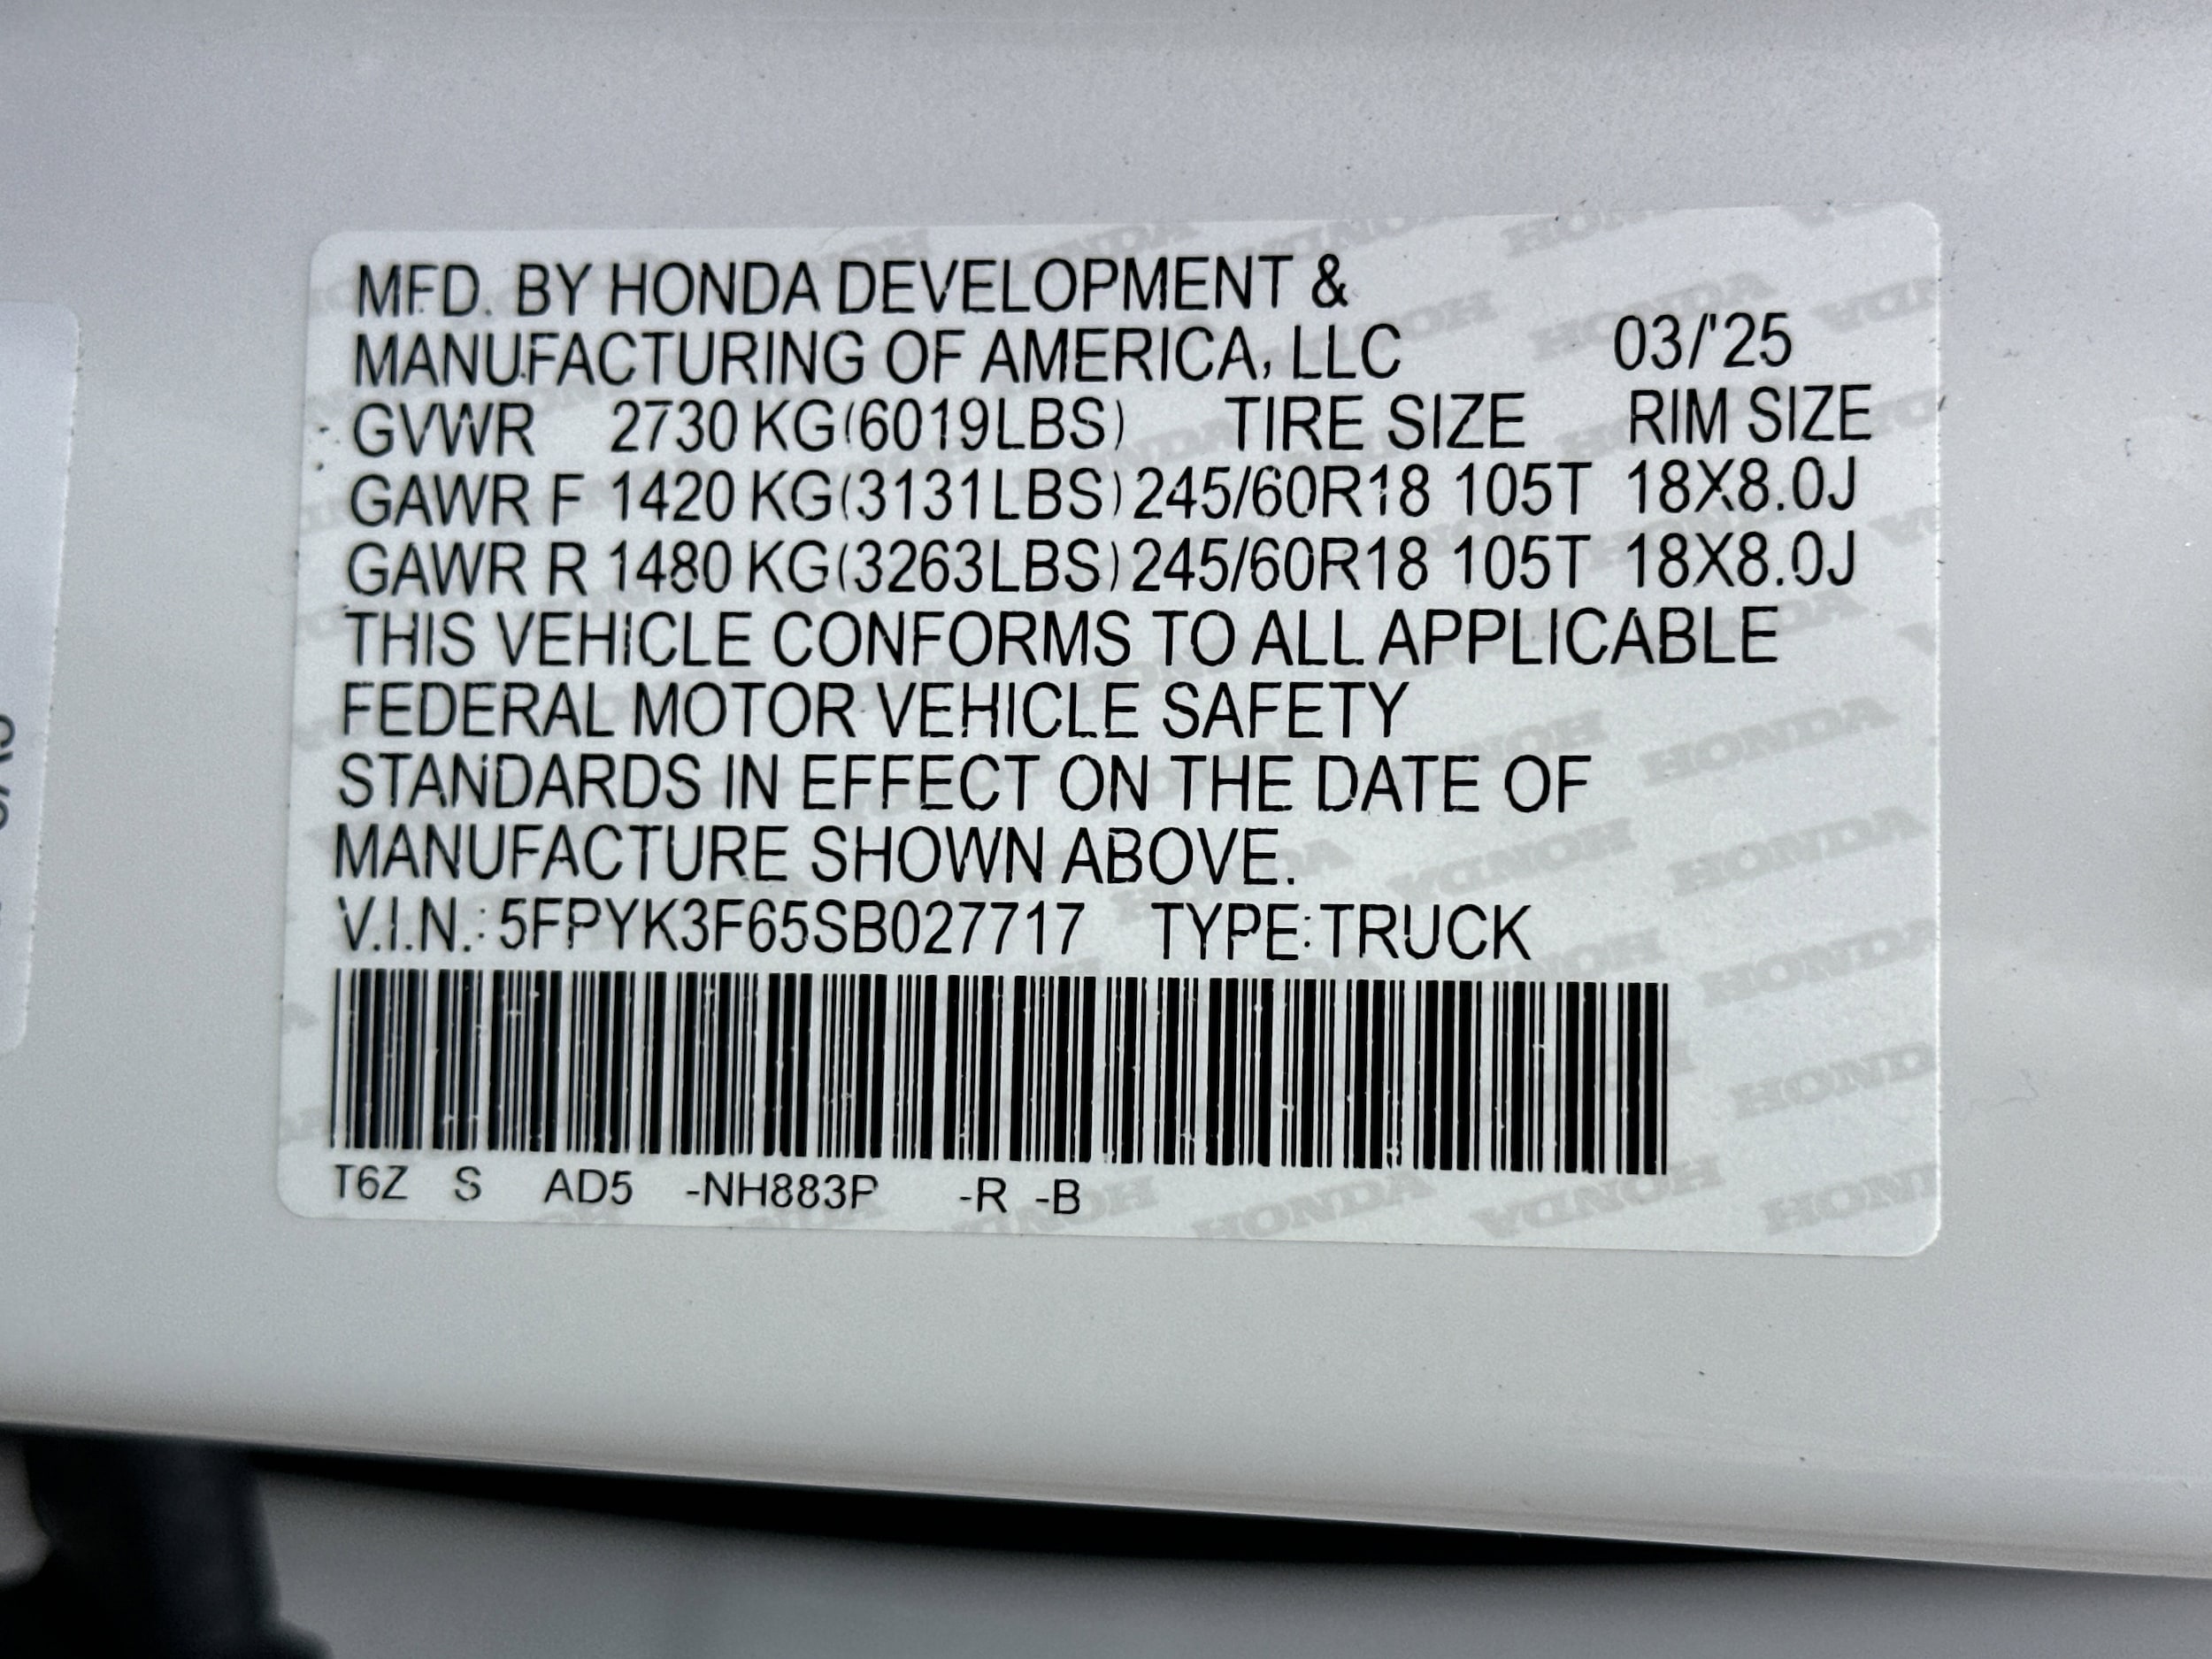 MFD. BY HONDA DEVELOPMENT &
MANUFACTURING OF AMERICA, LLC 03/'25
GVWR 2730 KG(6019LBS) TIRE SIZE RIM SIZE
GAWR F 1420 KG(3131LBS) 245/60R18 105T 18X8.0J
GAWR R 1480 KG(3263LBS) 245/60R18 105T 18X8.0J
THIS VEHICLE CONFORMS TO ALL APPLICABLE
FEDERAL MOTOR VEHICLE SAFETY
STANDARDS IN EFFECT ON THE DATE OF
MANUFACTURE SHOWN ABOVE.
V.I.N.: 5FPYK3F65SB027717 TYPE:TRUCK
T6Z S AD5 -NH883P -R -B